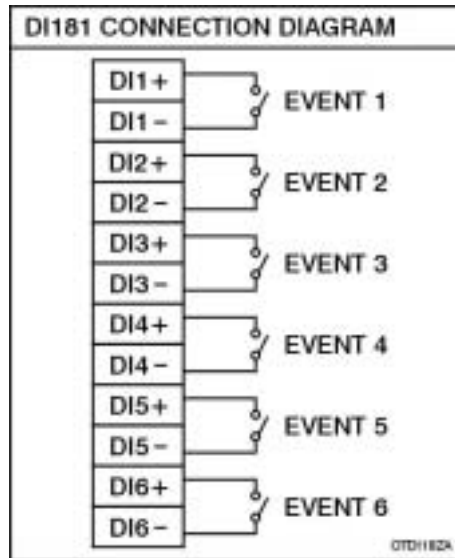 DI181 CONNECTION DIAGRAM
DI1+
EVENT 1
DI1-
DI2+
EVENT 2
DI2-
DI3+
EVENT 3
DI3-
DI4+
EVENT 4
DI4-
DI5+
EVENT 5
DI5-
DI6+
EVENT 6
DI6-